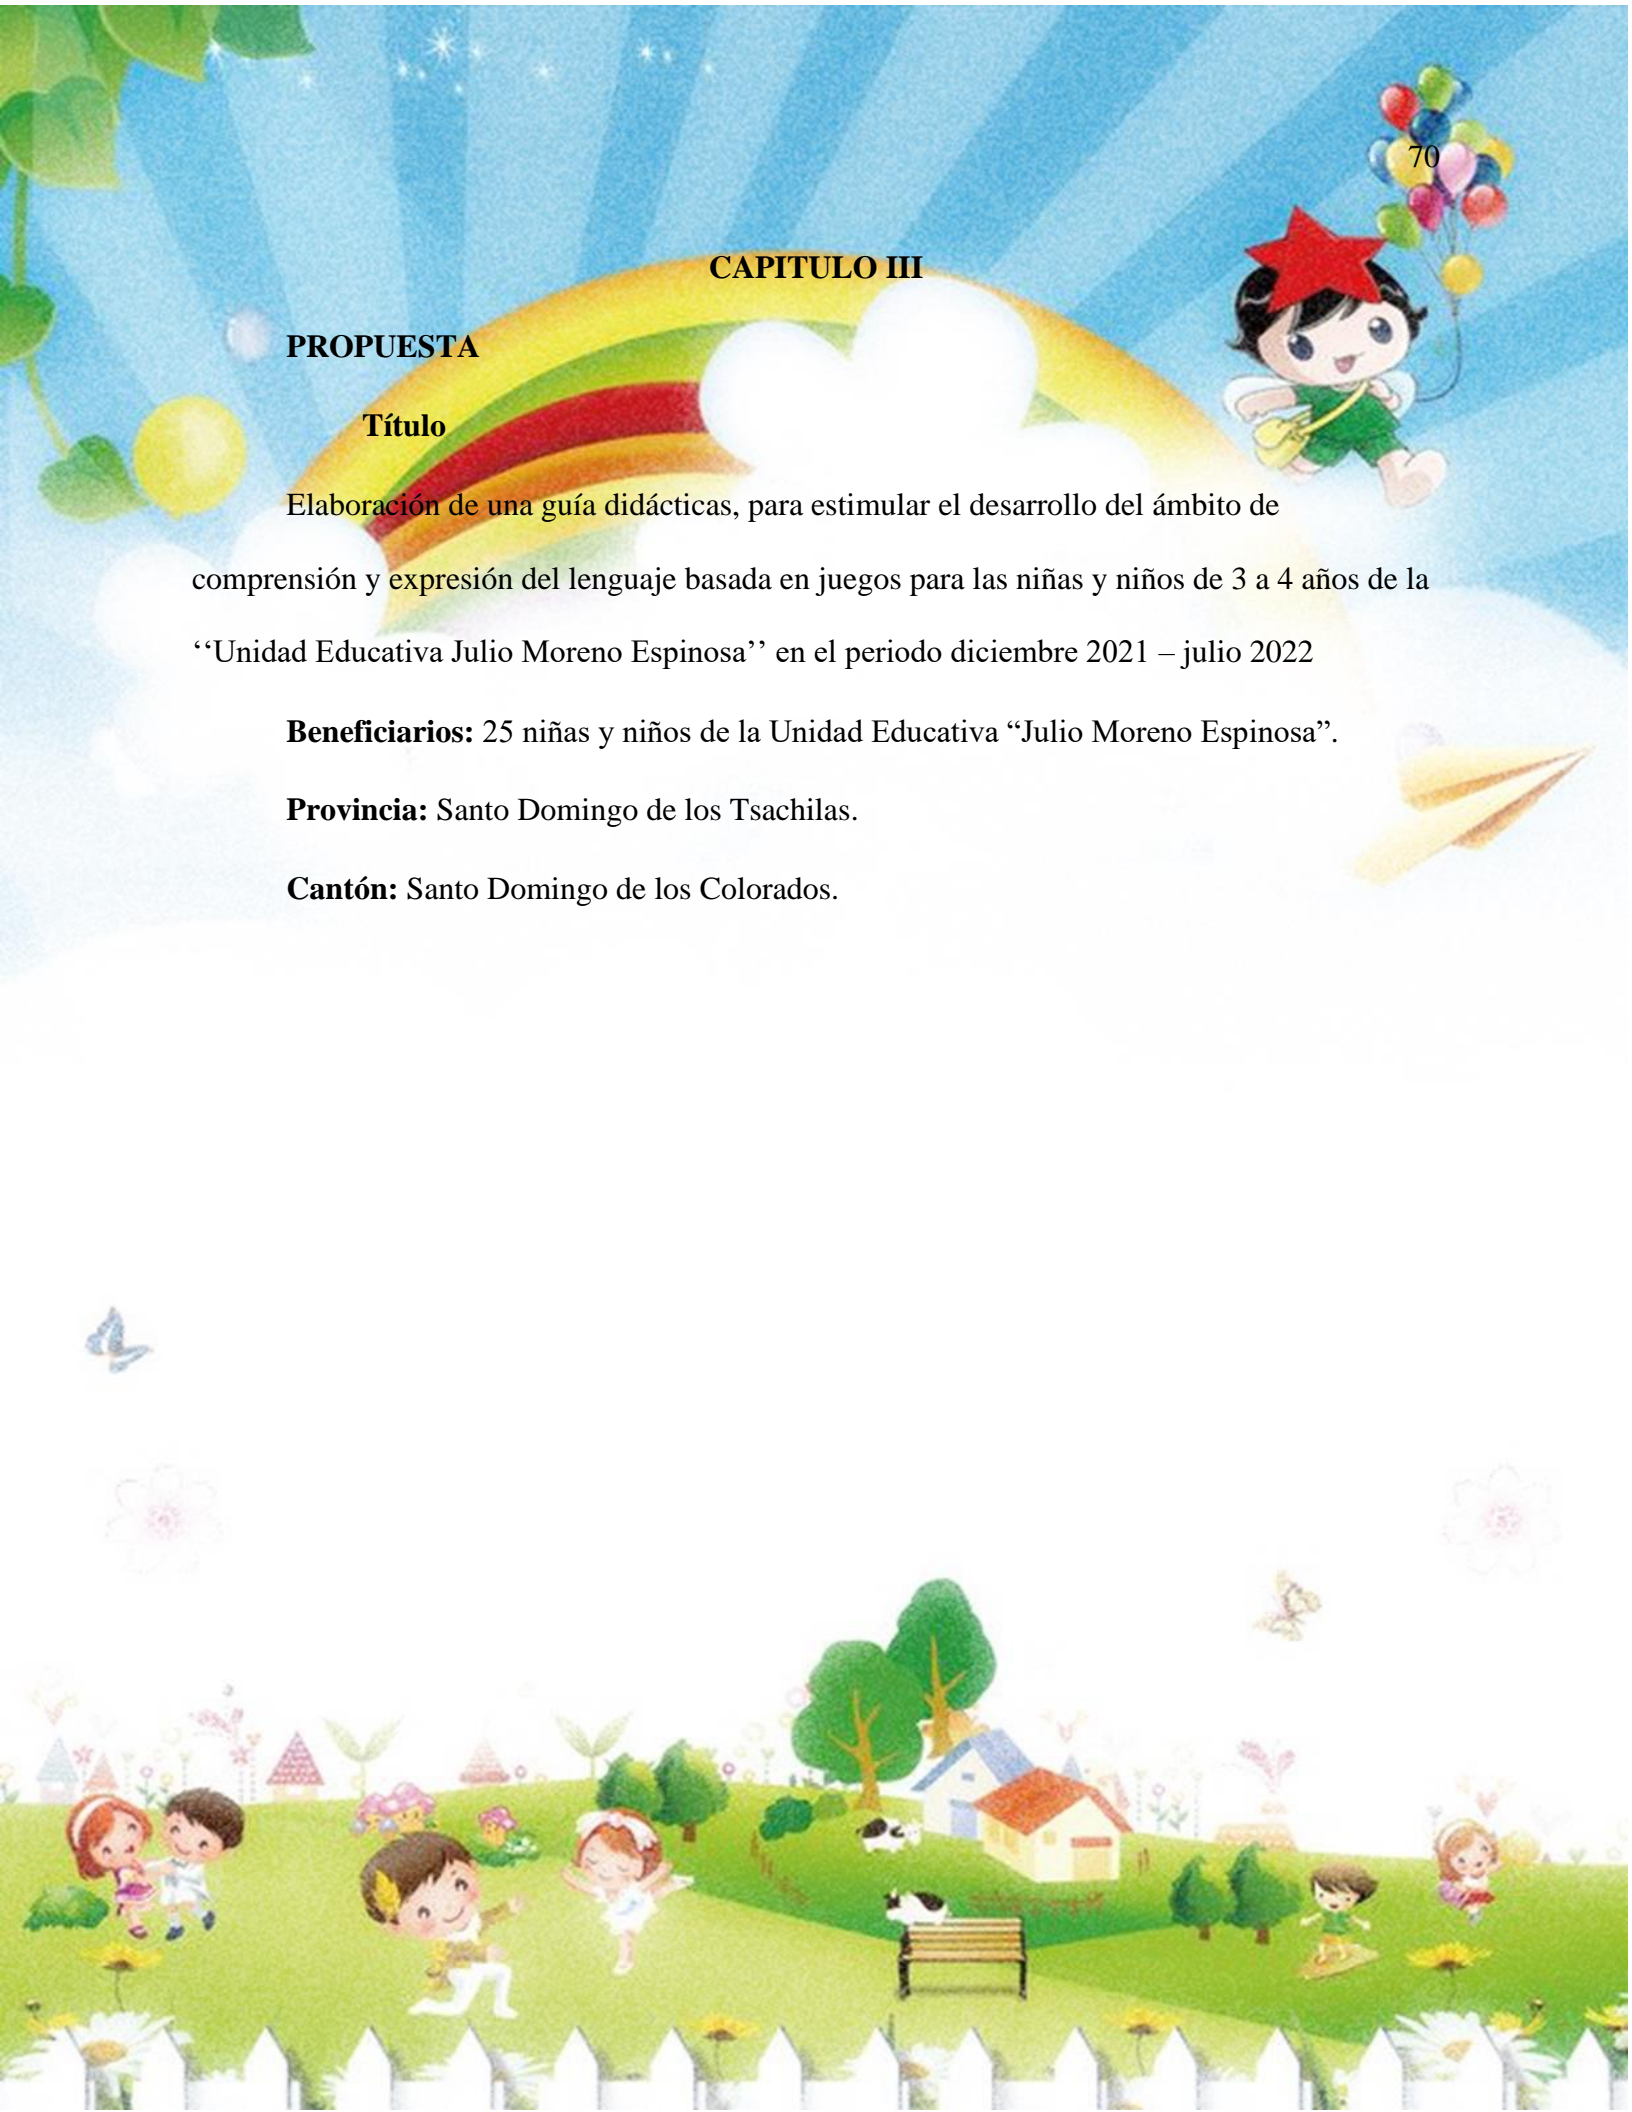 70
CAPITULO III
PROPUESTA
Título
Elaboración de una guía didácticas, para estimular el desarrollo del ámbito de
comprensión y expresión del lenguaje basada en juegos para las niñas y niños de 3 a 4 años de la
‘‘Unidad Educativa Julio Moreno Espinosa’’ en el periodo diciembre 2021 – julio 2022
Beneficiarios: 25 niñas y niños de la Unidad Educativa “Julio Moreno Espinosa”.
Provincia: Santo Domingo de los Tsachilas.
Cantón: Santo Domingo de los Colorados.